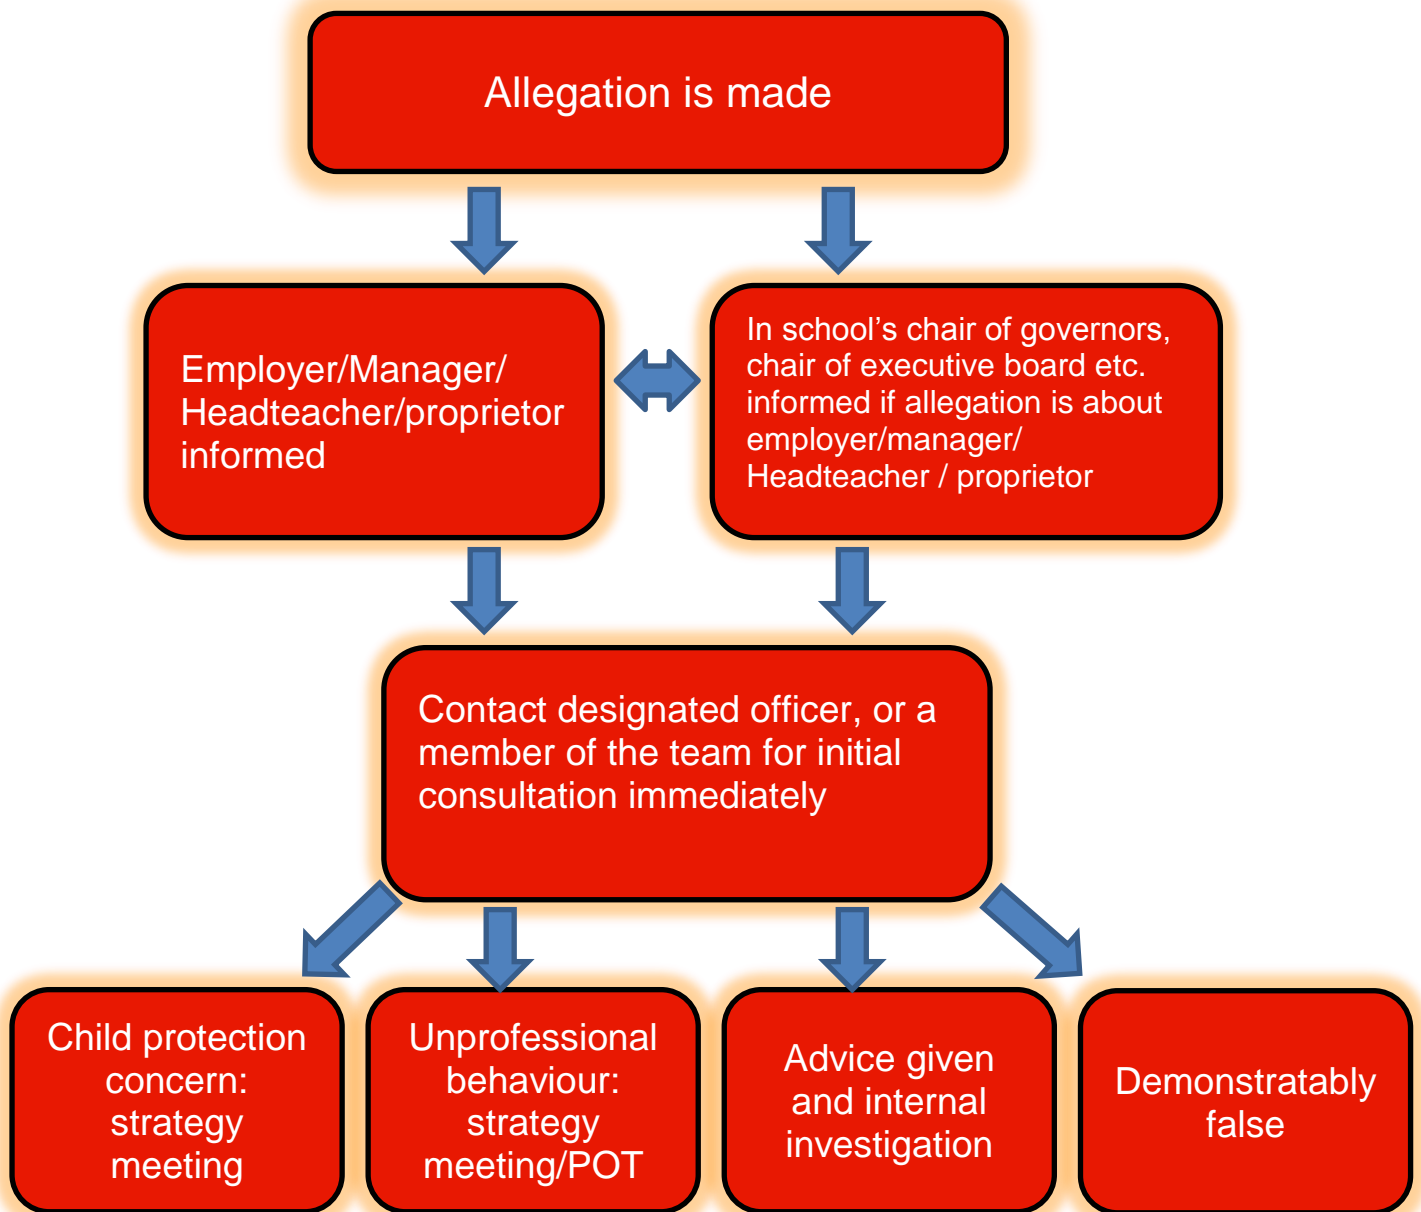 Allegation is made
Employer/Manager/
Headteacher/proprietor
informed
In school’s chair of governors,
chair of executive board etc.
informed if allegation is about
employer/manager/
Headteacher / proprietor
Contact designated officer, or a
member of the team for initial
consultation immediately
Child protection
concern:
strategy
meeting
Unprofessional
behaviour:
strategy
meeting/POT
Advice given
and internal
investigation
Demonstratably
false